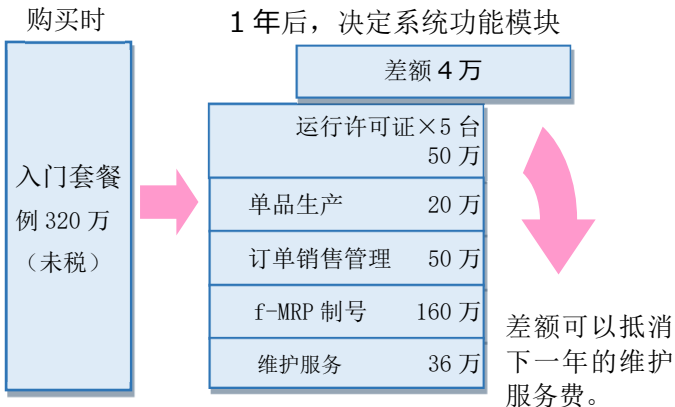 购买时
1 年后，决定系统功能模块
差额 4 万
入门套餐
例 320 万
（未税）
运行许可证×5 台
50 万
单品生产 20 万
订单销售管理 50 万
f-MRP 制号 160 万
维护服务 36 万
差额可以抵消
下一年的维护
服务费。